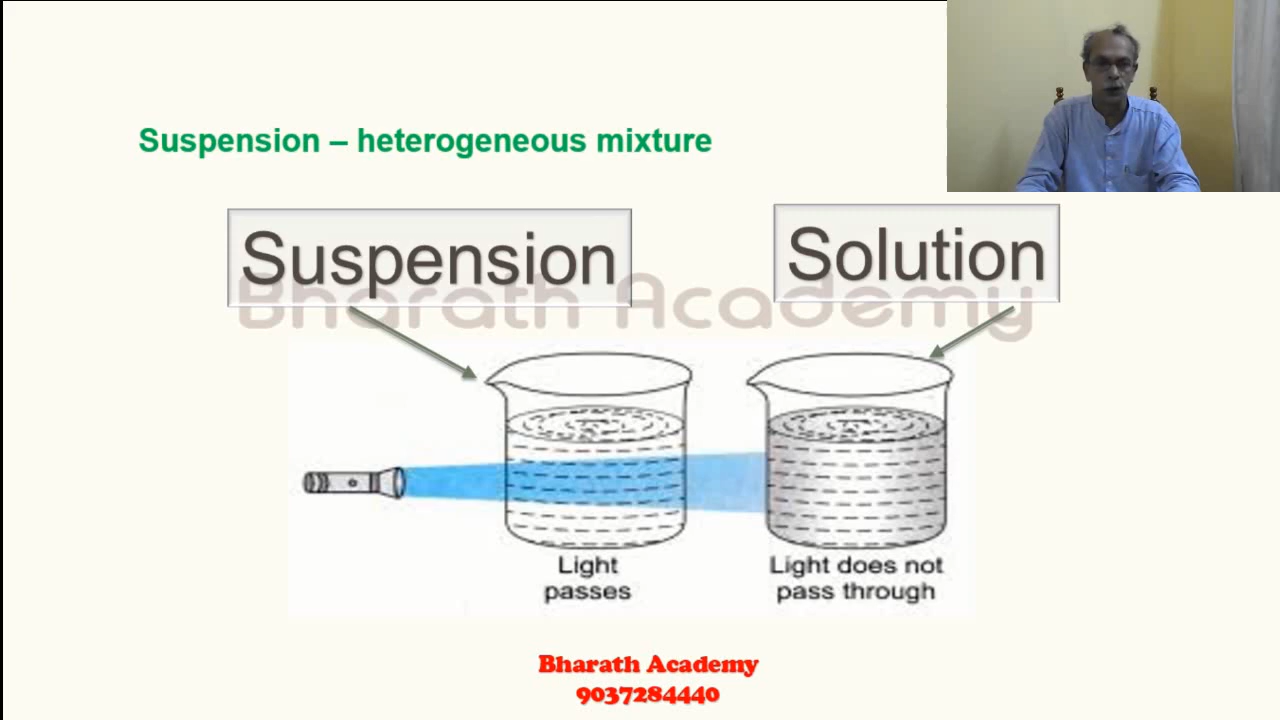 Suspension – heterogeneous mixture
Suspension
Solution
Bharath Academy
Light
passes
Light does not
pass through
Bharath Academy
9037284440